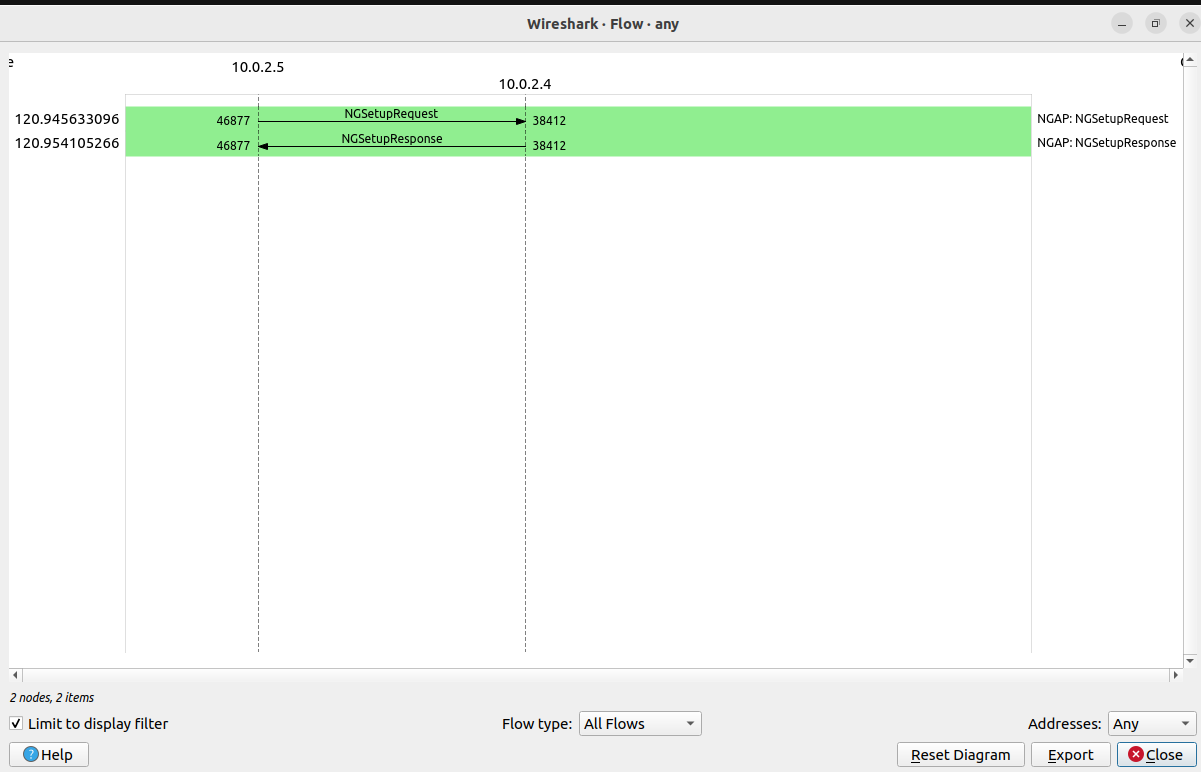 Wireshark · Flow · any
e
10.0.2.5
10.0.2.4
120.945633096 46877 NGSetupRequest 38412 NGAP: NGSetupRequest
120.954105266 46877 NGSetupResponse 38412 NGAP: NGSetupResponse
2 nodes, 2 items
Limit to display filter Flow type: All Flows Addresses: Any
Help Reset Diagram Export Close